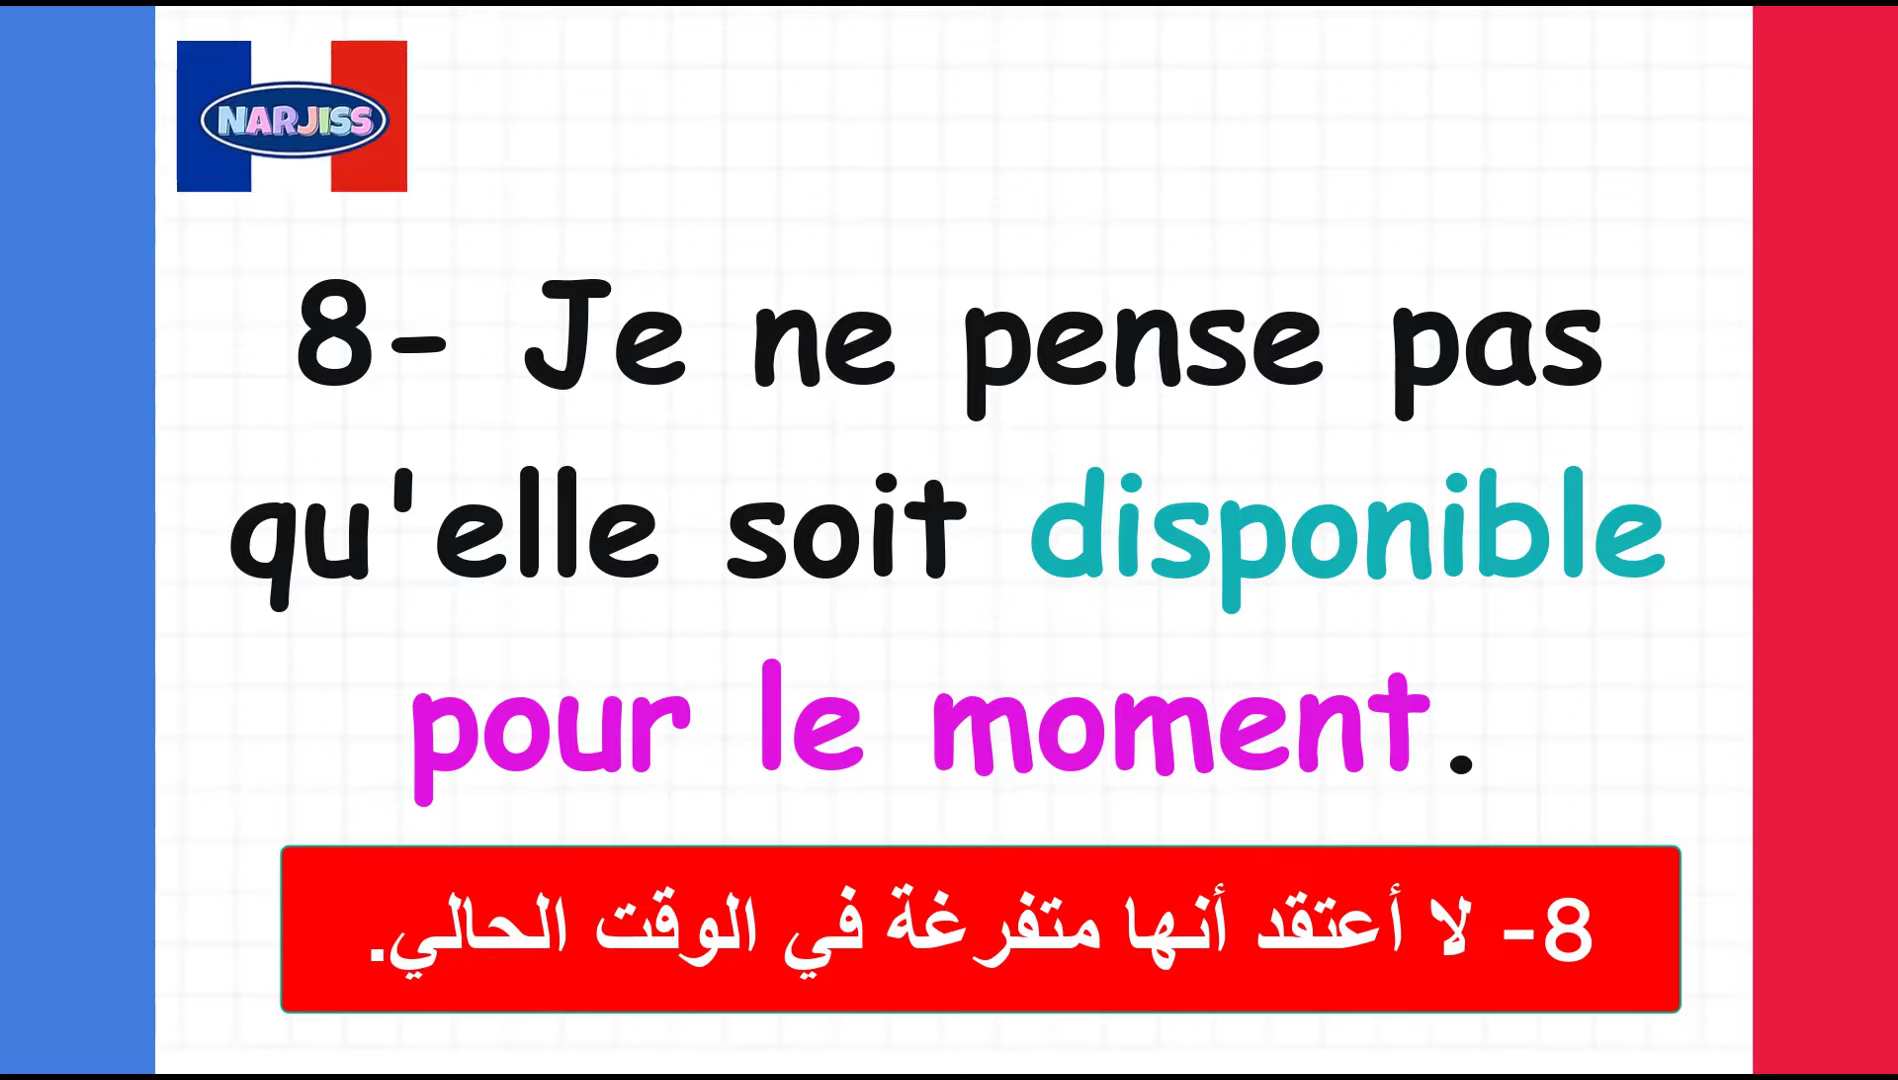 NARJISS
8- Je ne pense pas
qu'elle soit disponible
pour le moment.
8- لا أعتقد أنها متفرغة في الوقت الحالي.